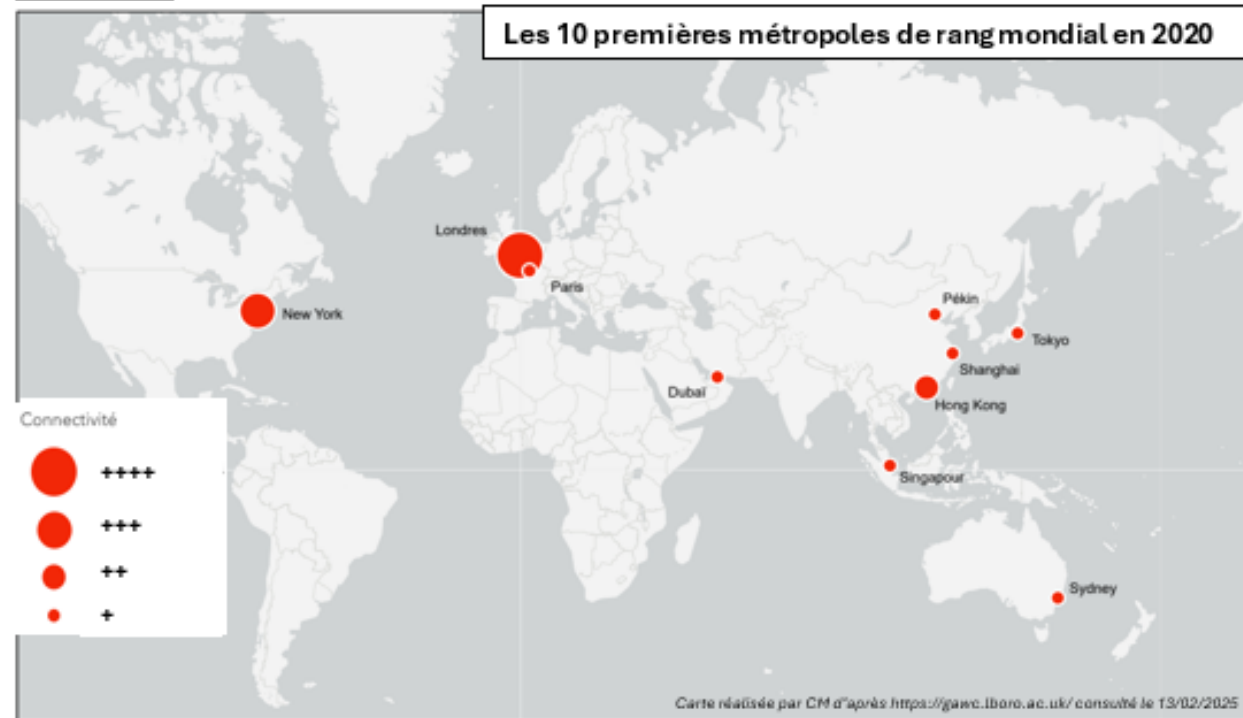 Les 10 premières métropoles de rang mondial en 2020
Londres
Paris
New York
Pékin
Tokyo
Shanghai
Dubaï
Hong Kong
Singapour
Sydney
Connectivité
++++
+++
++
+
Carte réalisée par CM d'après https://gawc.lboro.ac.uk/ consulté le 13/02/2025